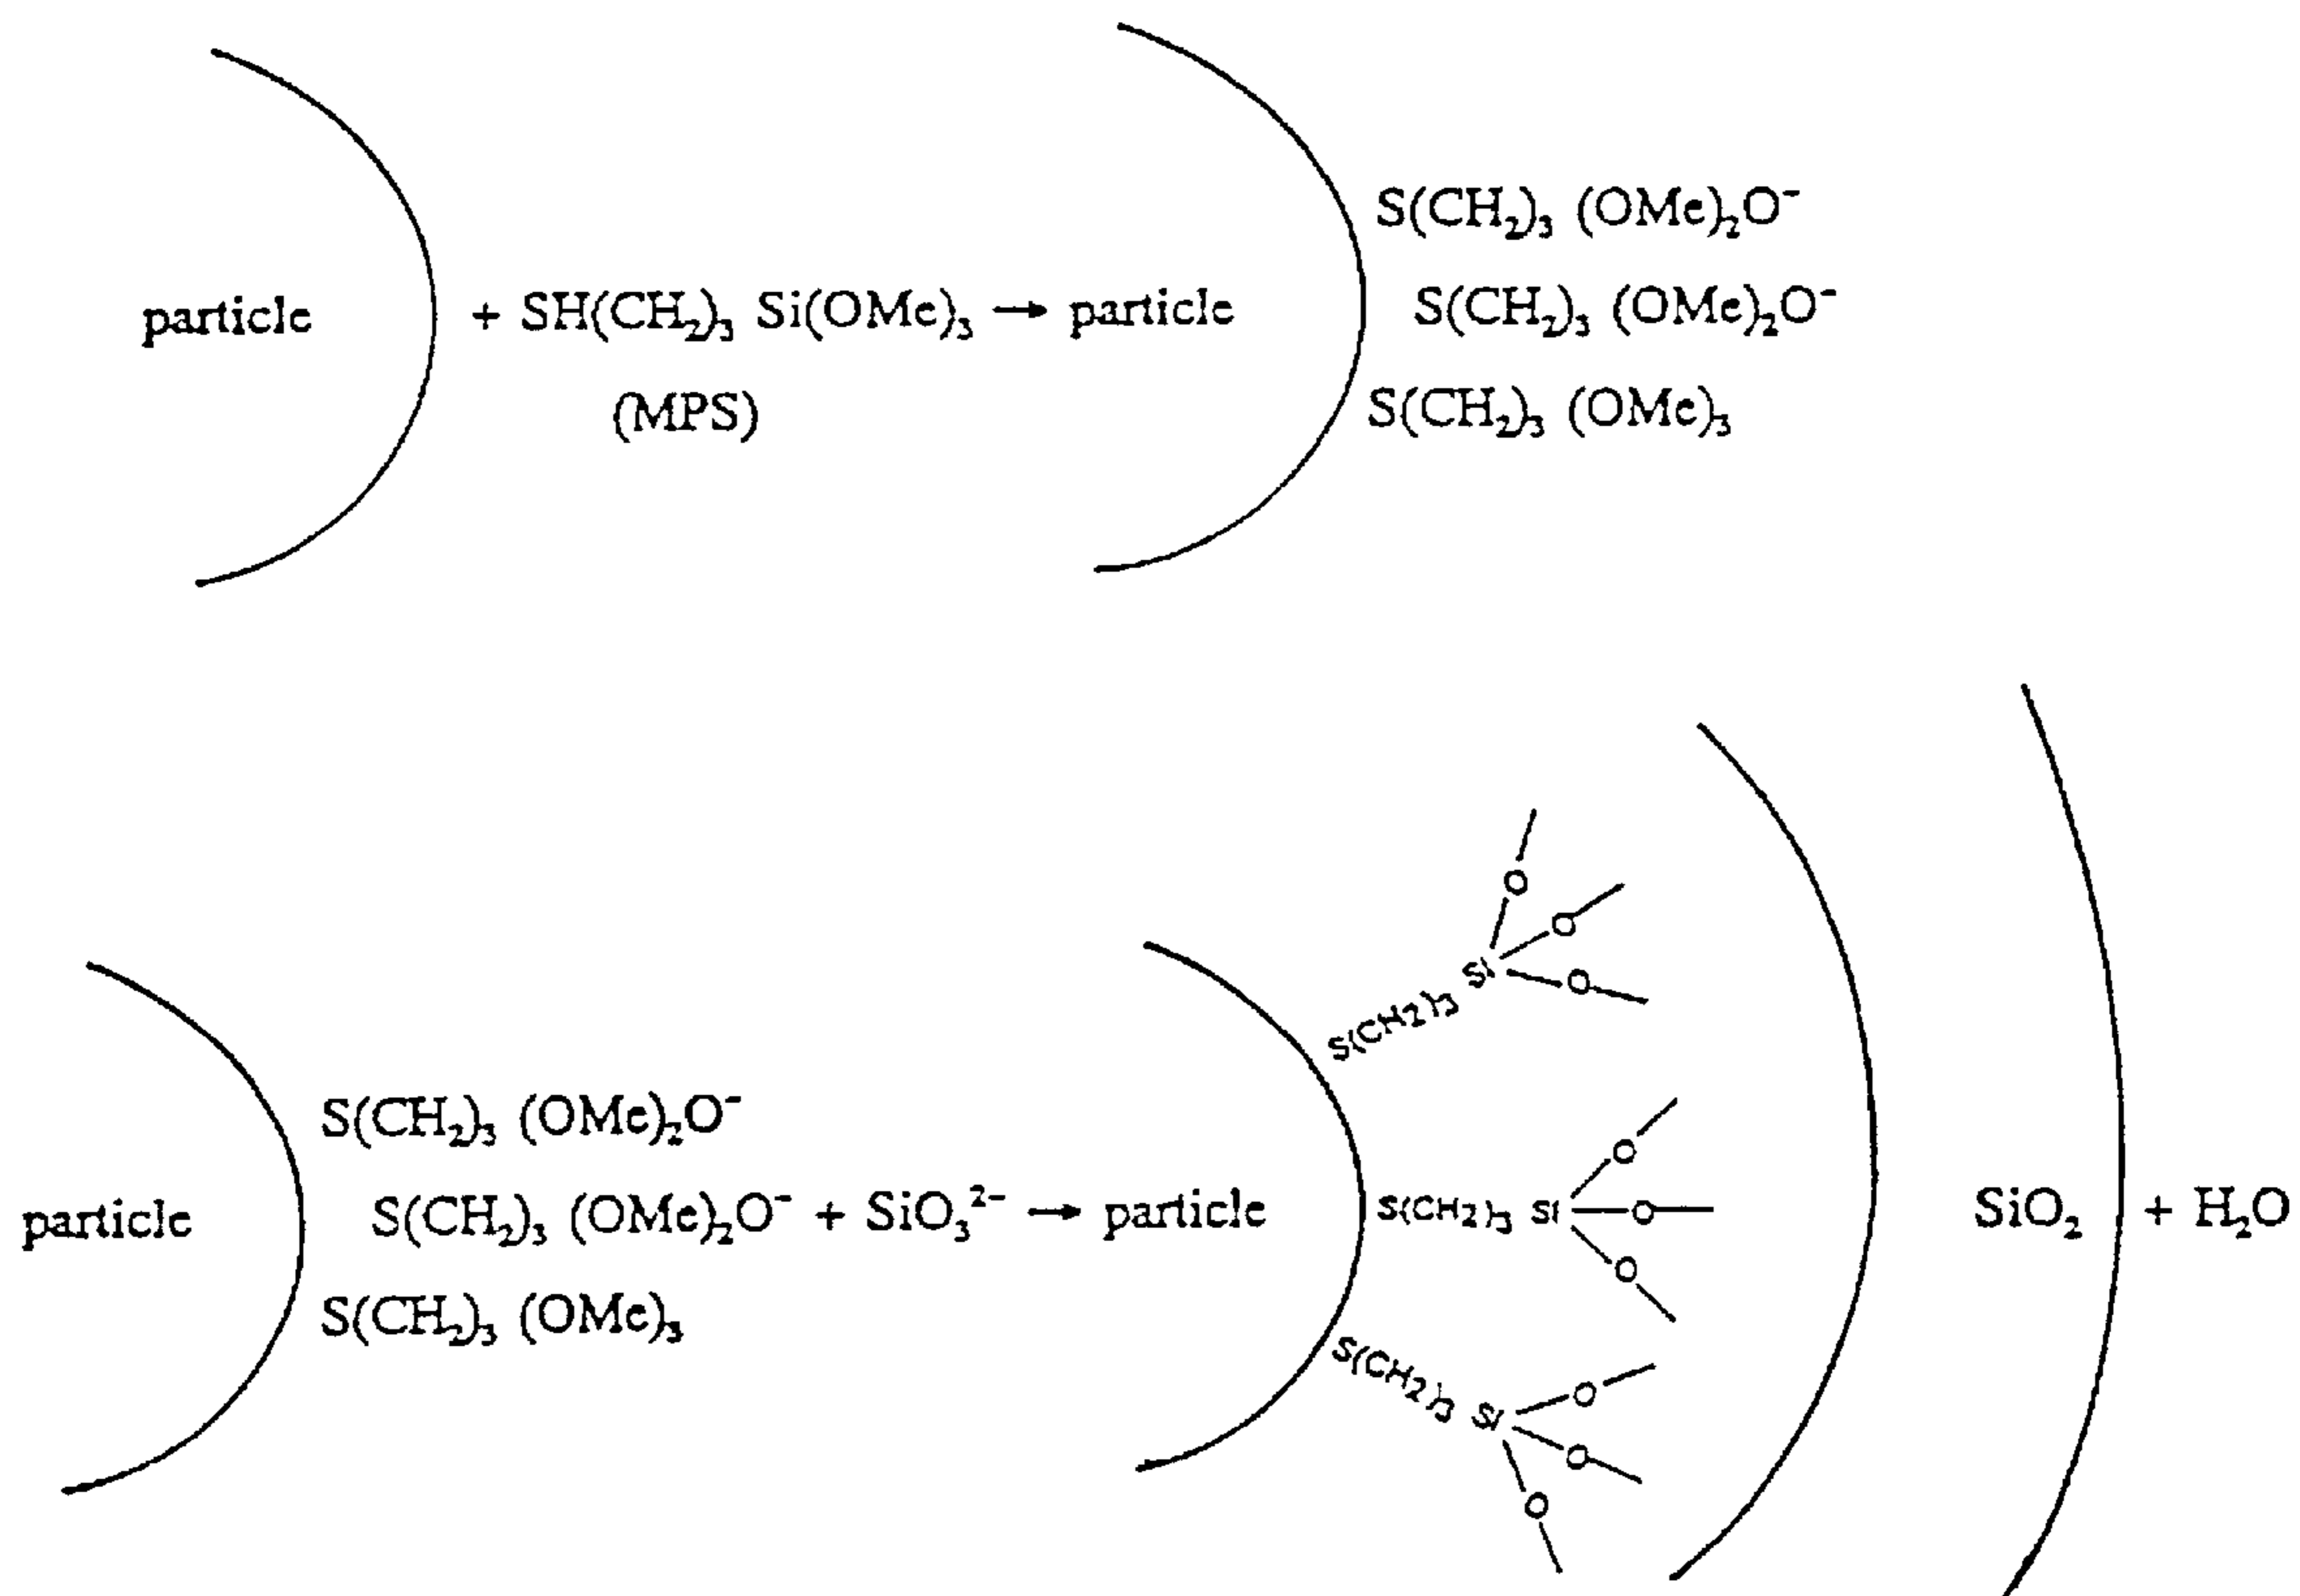 S(CH₂)₃ (OMe)₂O⁻
particle + SH(CH₂)₃ Si(OMe)₃ → particle S(CH₂)₃ (OMe)₂O⁻
(MPS) S(CH₂)₃ (OMe)₃
O
O
Si O
S(CH2)3
S(CH₂)₃ (OMe)₂O⁻
O
particle S(CH₂)₃ (OMe)₂O⁻ + SiO₃²⁻ → particle S(CH2)3 Si O SiO₂ + H₂O
O
S(CH₂)₃ (OMe)₃
S(CH2)3 Si O
O
O